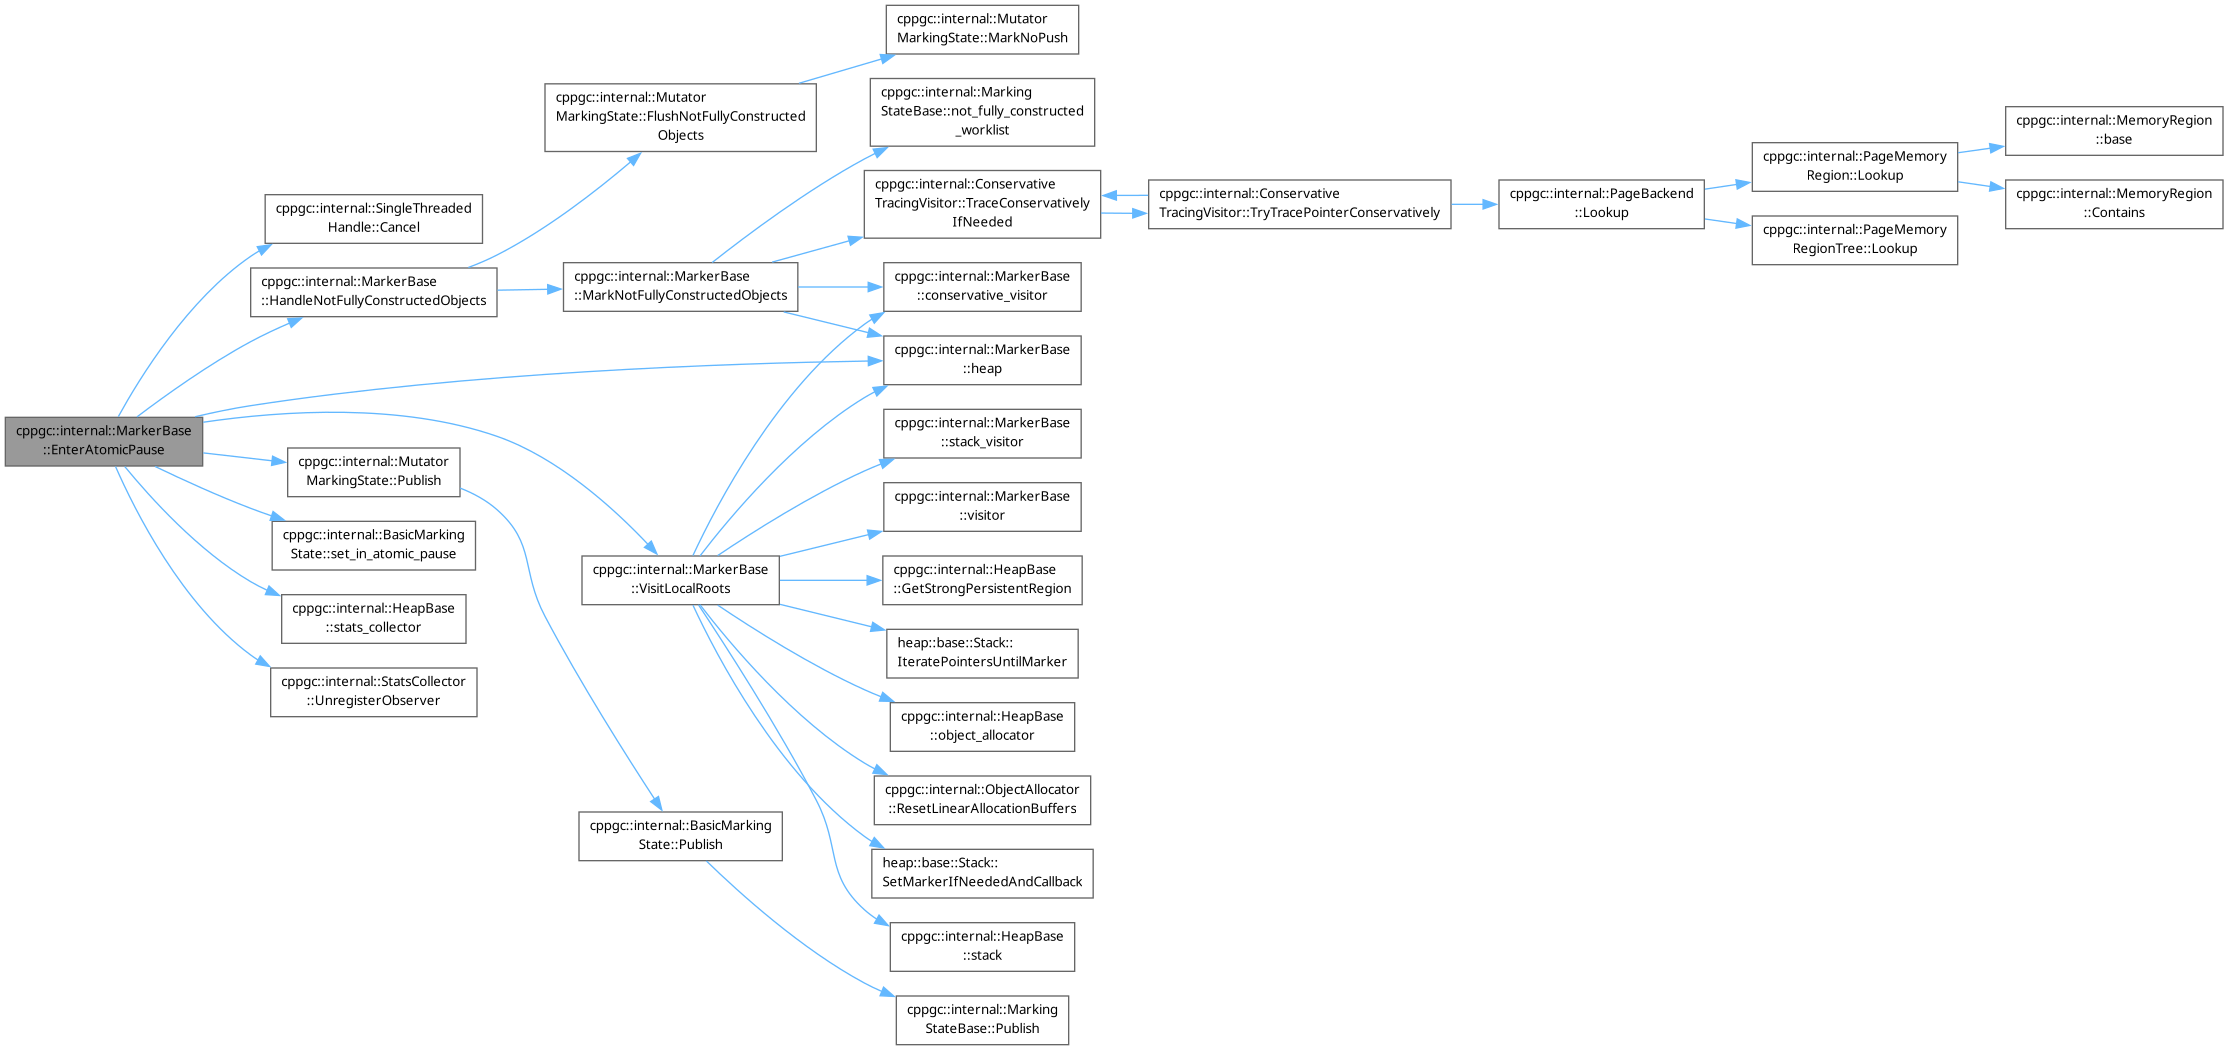 cppgc::internal::MarkerBase
::EnterAtomicPause
cppgc::internal::SingleThreaded
Handle::Cancel
cppgc::internal::MarkerBase
::HandleNotFullyConstructedObjects
cppgc::internal::Mutator
MarkingState::Publish
cppgc::internal::BasicMarking
State::set_in_atomic_pause
cppgc::internal::HeapBase
::stats_collector
cppgc::internal::StatsCollector
::UnregisterObserver
cppgc::internal::Mutator
MarkingState::FlushNotFullyConstructed
Objects
cppgc::internal::MarkerBase
::MarkNotFullyConstructedObjects
cppgc::internal::MarkerBase
::VisitLocalRoots
cppgc::internal::BasicMarking
State::Publish
cppgc::internal::Mutator
MarkingState::MarkNoPush
cppgc::internal::Marking
StateBase::not_fully_constructed
_worklist
cppgc::internal::Conservative
TracingVisitor::TraceConservatively
IfNeeded
cppgc::internal::MarkerBase
::conservative_visitor
cppgc::internal::MarkerBase
::heap
cppgc::internal::MarkerBase
::stack_visitor
cppgc::internal::MarkerBase
::visitor
cppgc::internal::HeapBase
::GetStrongPersistentRegion
heap::base::Stack::
IteratePointersUntilMarker
cppgc::internal::HeapBase
::object_allocator
cppgc::internal::ObjectAllocator
::ResetLinearAllocationBuffers
heap::base::Stack::
SetMarkerIfNeededAndCallback
cppgc::internal::HeapBase
::stack
cppgc::internal::Marking
StateBase::Publish
cppgc::internal::Conservative
TracingVisitor::TryTracePointerConservatively
cppgc::internal::PageBackend
::Lookup
cppgc::internal::PageMemory
Region::Lookup
cppgc::internal::PageMemory
RegionTree::Lookup
cppgc::internal::MemoryRegion
::base
cppgc::internal::MemoryRegion
::Contains